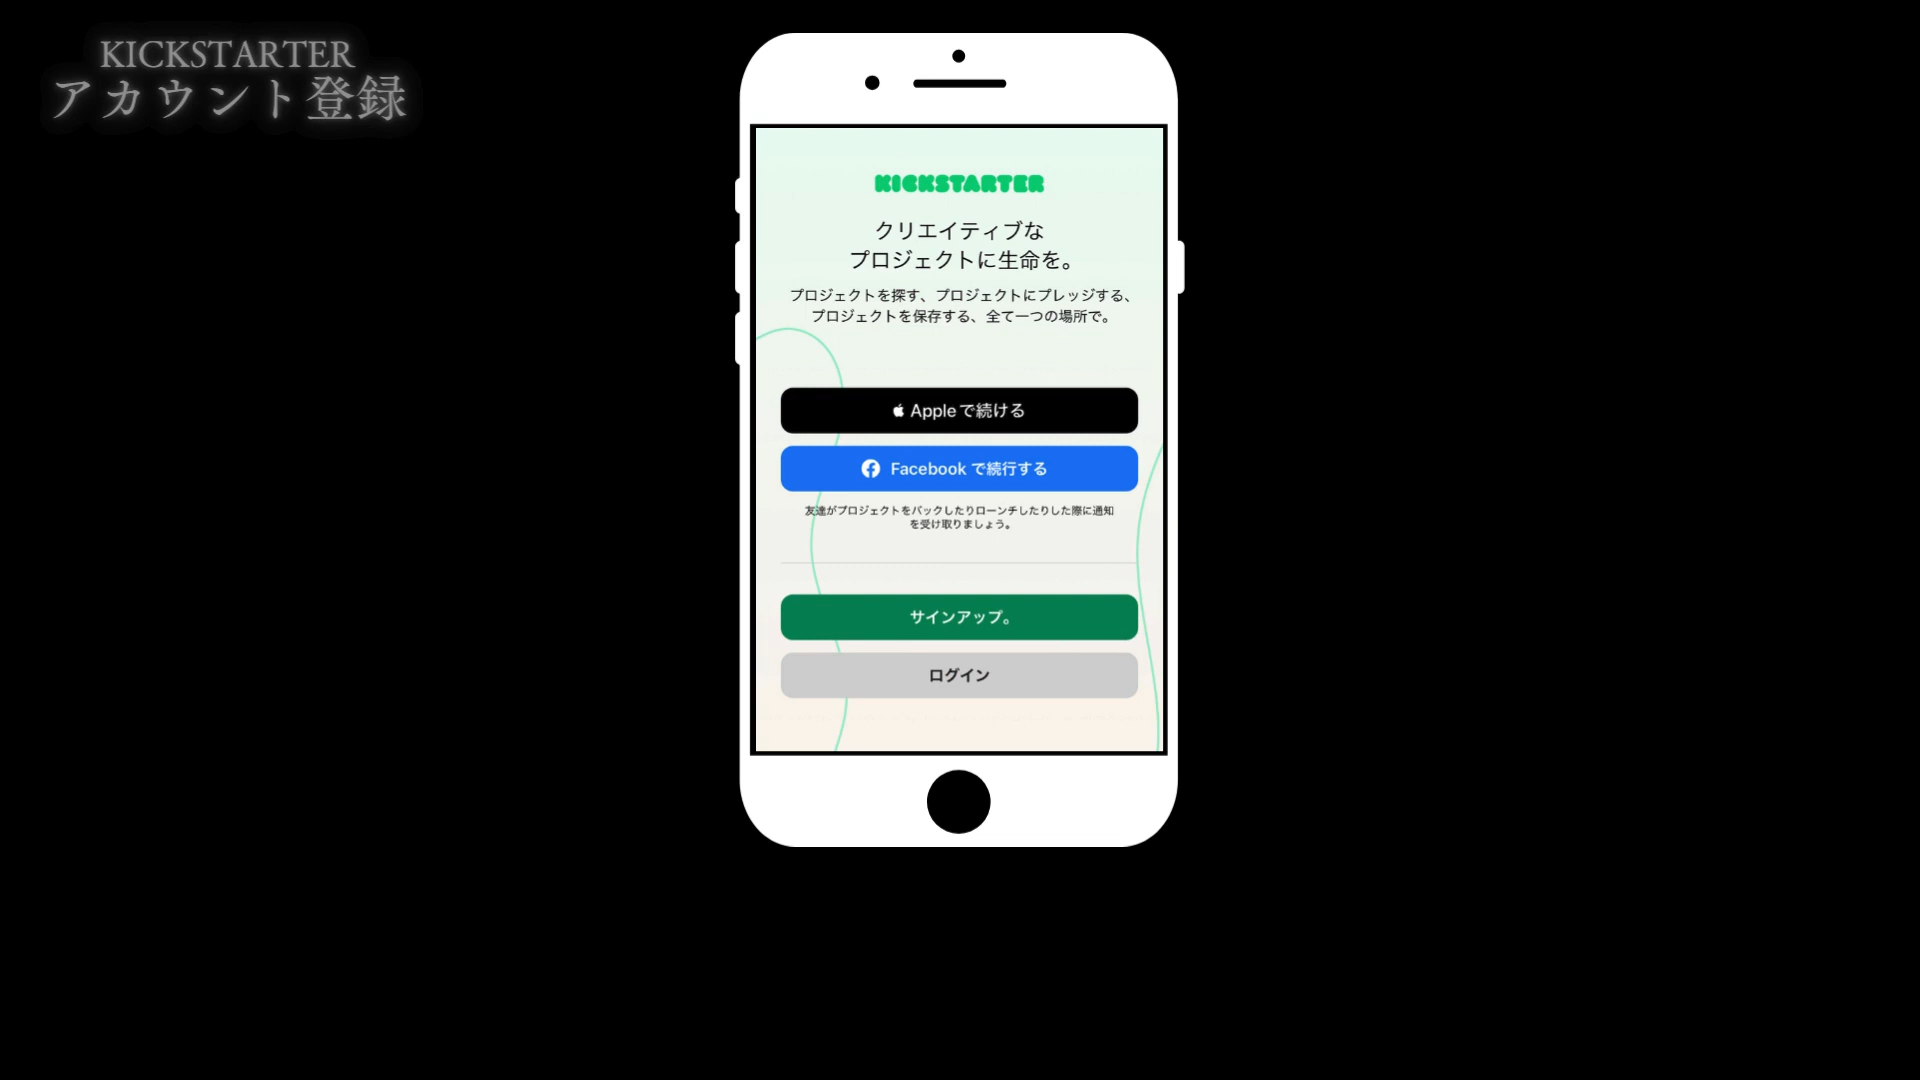 KICKSTARTER
アカウント登録
KICKSTARTER
クリエイティブな
プロジェクトに生命を。
プロジェクトを探す、プロジェクトにプレッジする、
プロジェクトを保存する、全て一つの場所で。
Appleで続ける
Facebook で続行する
友達がプロジェクトをバックしたりローンチしたりした際に通知
を受け取りましょう。
サインアップ。
ログイン